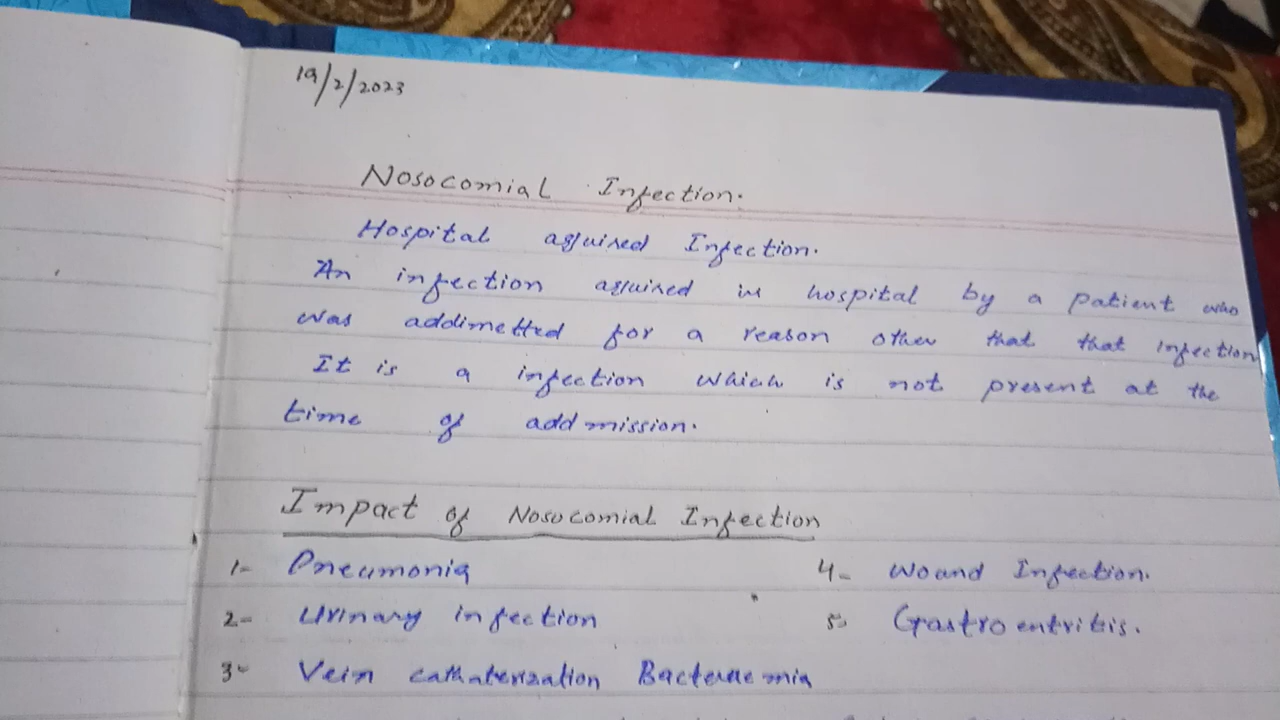 19/2/2023
Nosocomial Infection.
Hospital aquired Infection.
An infection aquired in hospital by a patient who
was addimetted for a reason other that that infection
It is a infection which is not present at the
time of addmission.
Impact of Nosocomial Infection
1- Pneumonia
2- Urinary infection
3- Vein cathaterization Bacteremia
4- Wound Infection.
5- Gastroentritis.